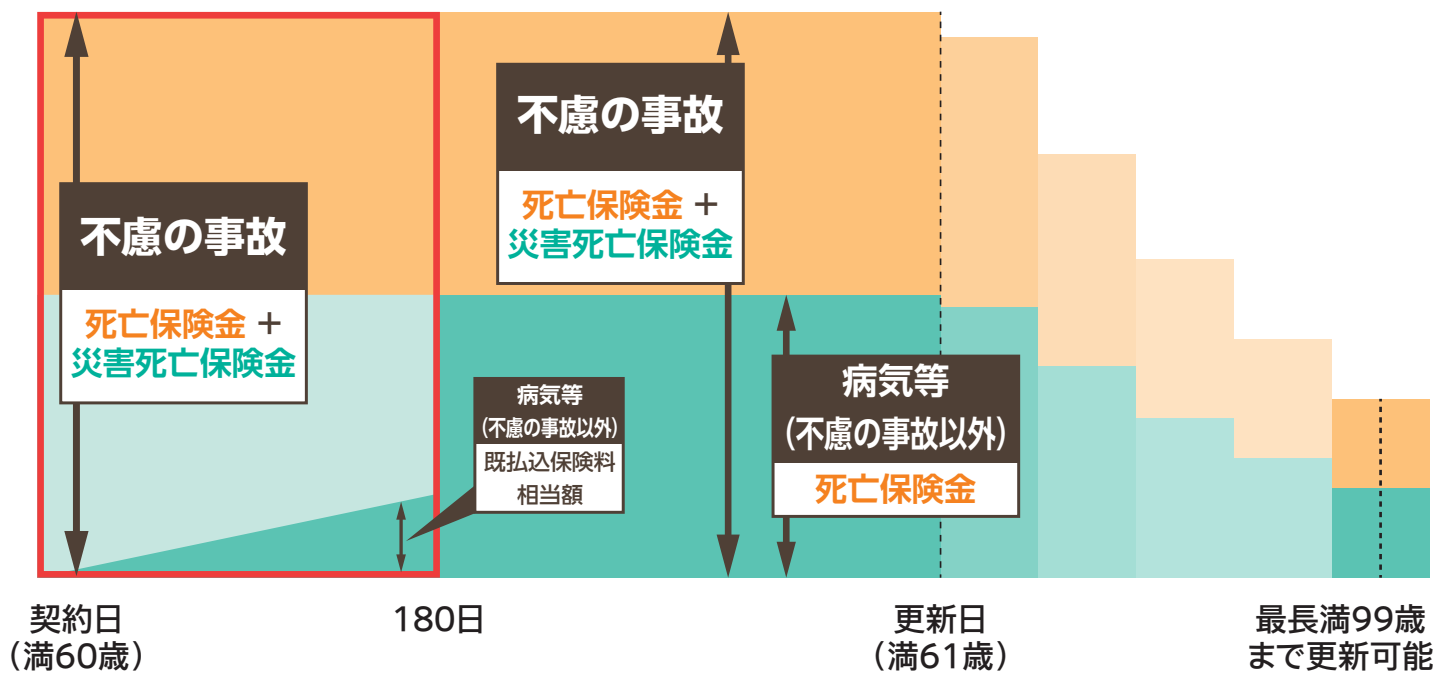 不慮の事故
死亡保険金 +
災害死亡保険金
不慮の事故
死亡保険金 +
災害死亡保険金
病気等
(不慮の事故以外)
既払込保険料
相当額
病気等
(不慮の事故以外)
死亡保険金
契約日
(満60歳)
180日
更新日
(満61歳)
最長満99歳
まで更新可能